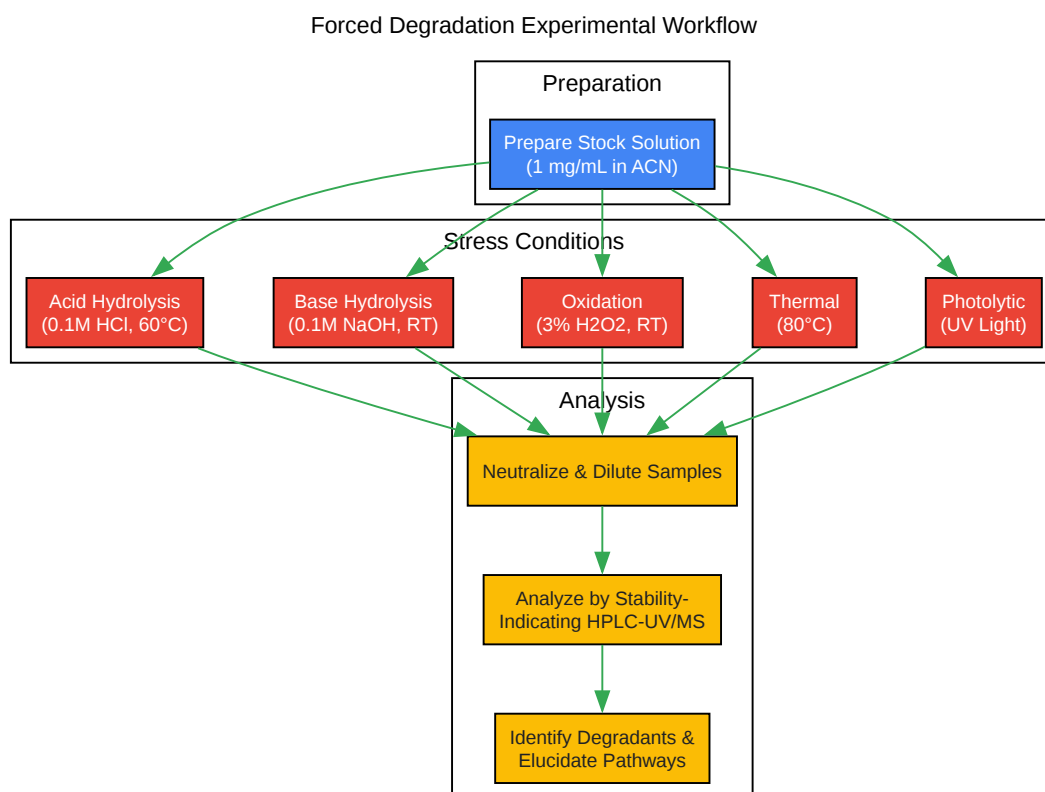 Forced Degradation Experimental Workflow
Preparation
Prepare Stock Solution
(1 mg/mL in ACN)
Stress Conditions
Acid Hydrolysis
(0.1M HCl, 60°C)
Base Hydrolysis
(0.1M NaOH, RT)
Oxidation
(3% H2O2, RT)
Thermal
(80°C)
Photolytic
(UV Light)
Analysis
Neutralize & Dilute Samples
Analyze by Stability-
Indicating HPLC-UV/MS
Identify Degradants &
Elucidate Pathways